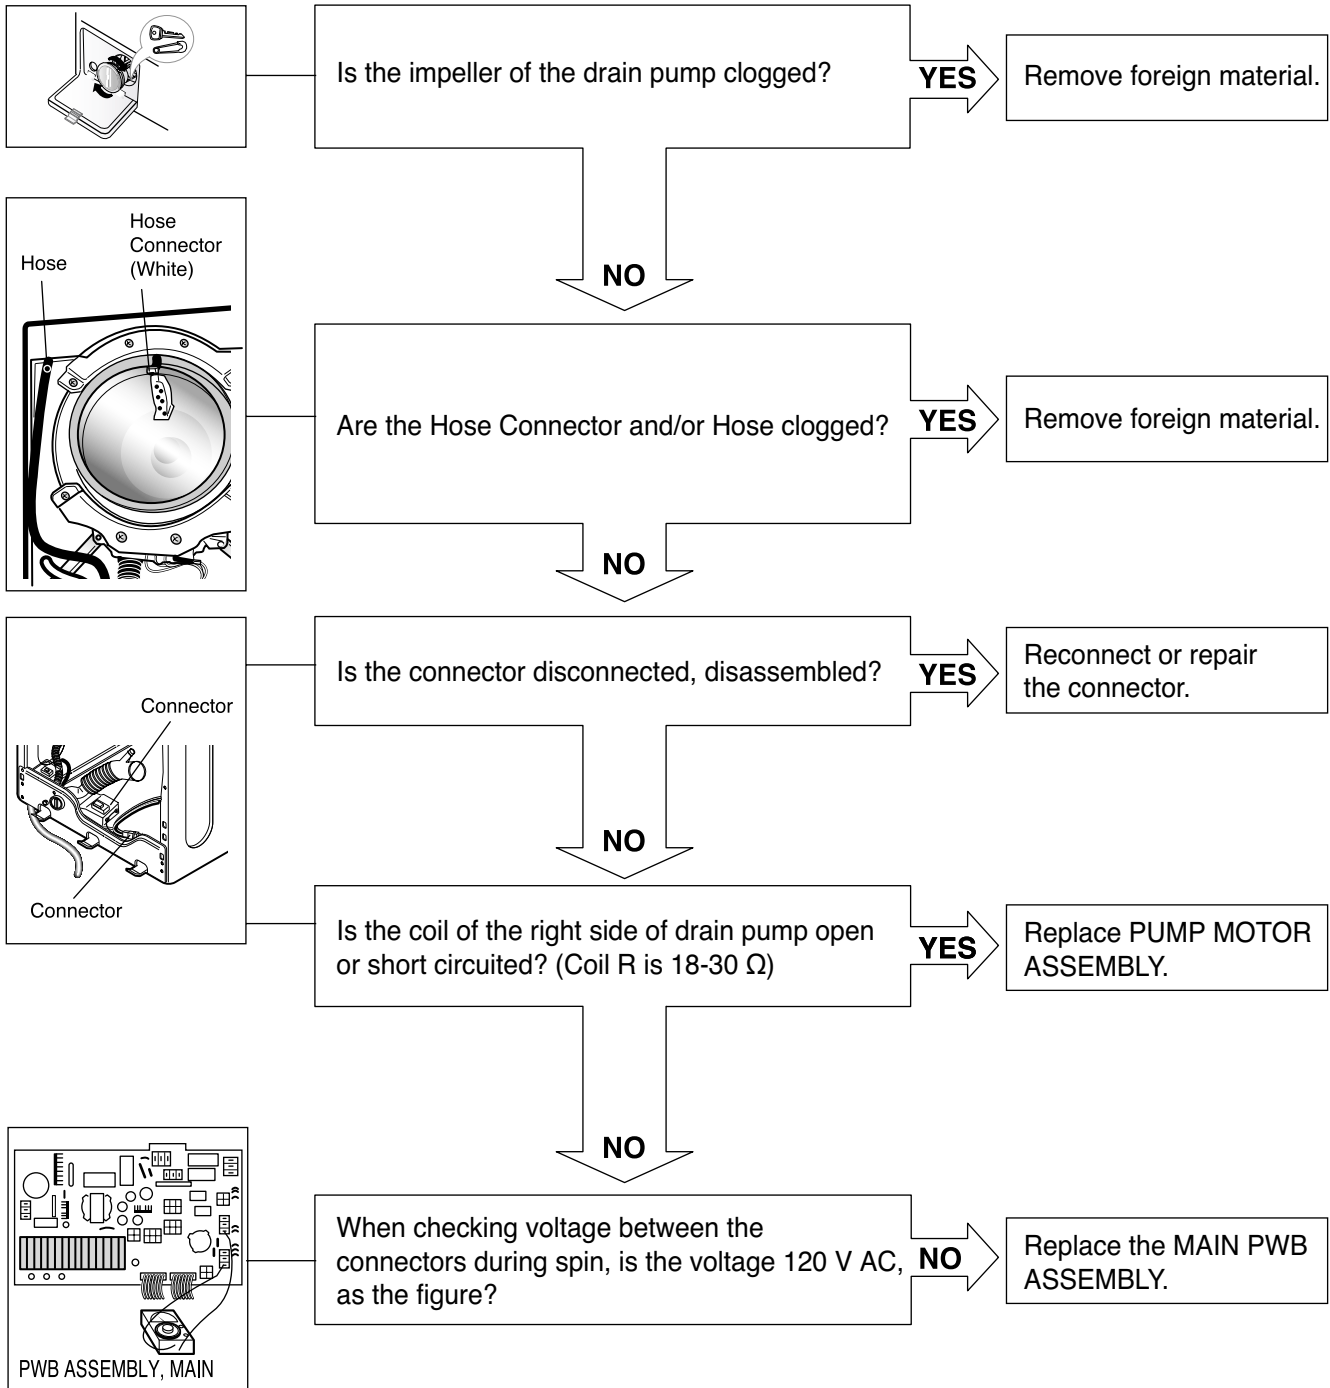 Is the impeller of the drain pump clogged?
YES
Remove foreign material.
NO
Hose
Connector
(White)
Hose
Are the Hose Connector and/or Hose clogged?
YES
Remove foreign material.
NO
Is the connector disconnected, disassembled?
YES
Reconnect or repair
the connector.
Connector
Connector
NO
Is the coil of the right side of drain pump open
or short circuited? (Coil R is 18-30 Ω)
YES
Replace PUMP MOTOR
ASSEMBLY.
NO
When checking voltage between the
connectors during spin, is the voltage 120 V AC,
as the figure?
NO
Replace the MAIN PWB
ASSEMBLY.
PWB ASSEMBLY, MAIN